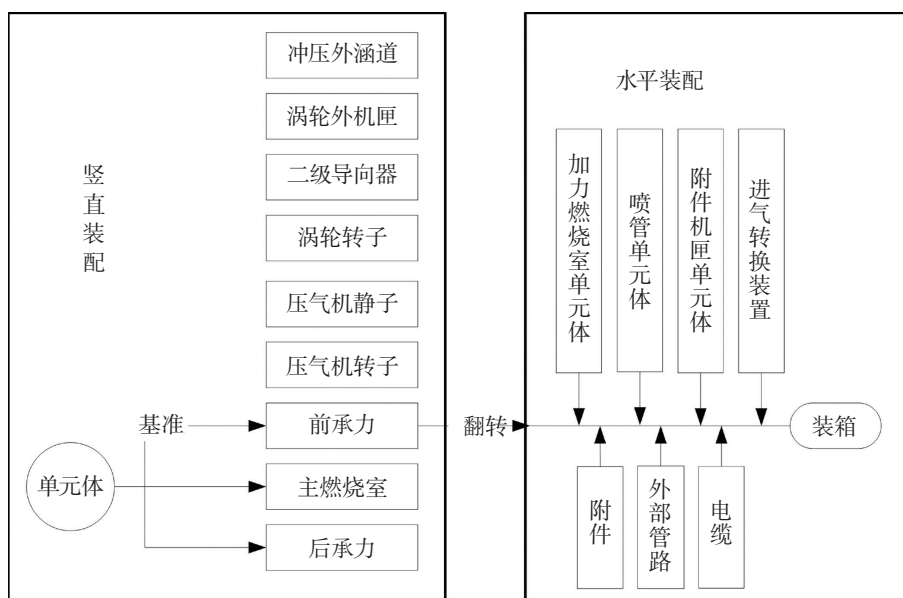 竖直装配
冲压外涵道
涡轮外机匣
二级导向器
涡轮转子
压气机静子
压气机转子
前承力
主燃烧室
后承力
基准
单元体
翻转
水平装配
加力燃烧室单元体
喷管单元体
附件机匣单元体
进气转换装置
附件
外部管路
电缆
装箱